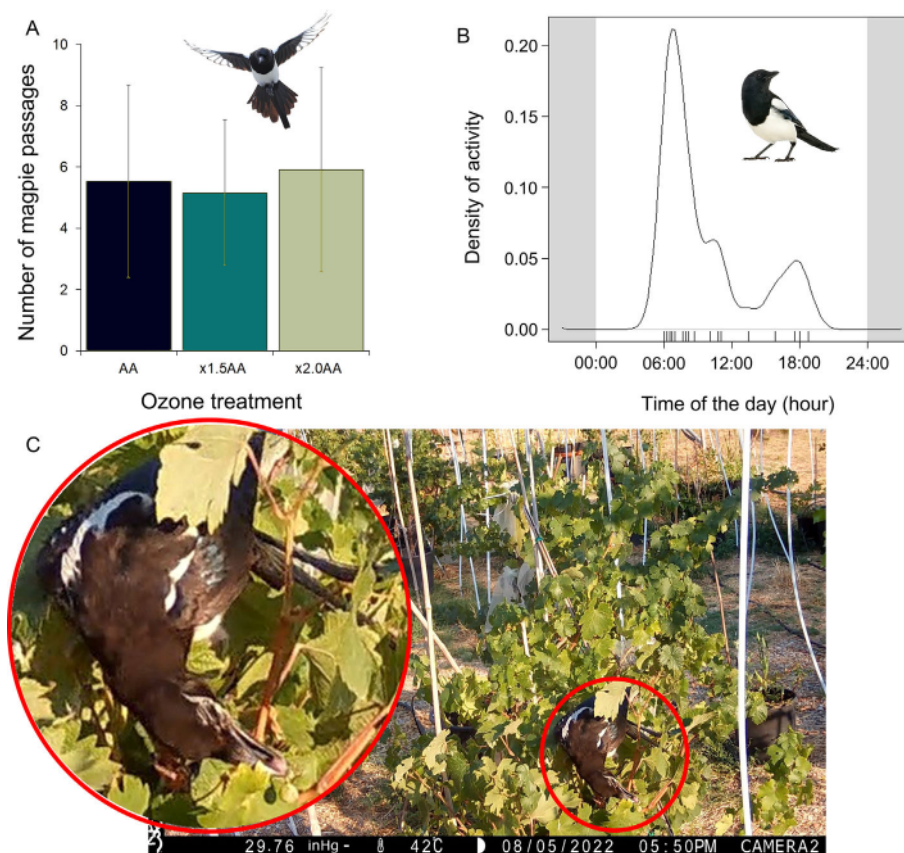 A
10
8
6
4
2
0
Number of magpie passages
AA
x1.5AA
x2.0AA
Ozone treatment
B
0.20
0.15
0.10
0.05
0.00
Density of activity
00:00
06:00
12:00
18:00
24:00
Time of the day (hour)
C
29.76 inHg- 42C 08/05/2022 05:50PM CAMERA2